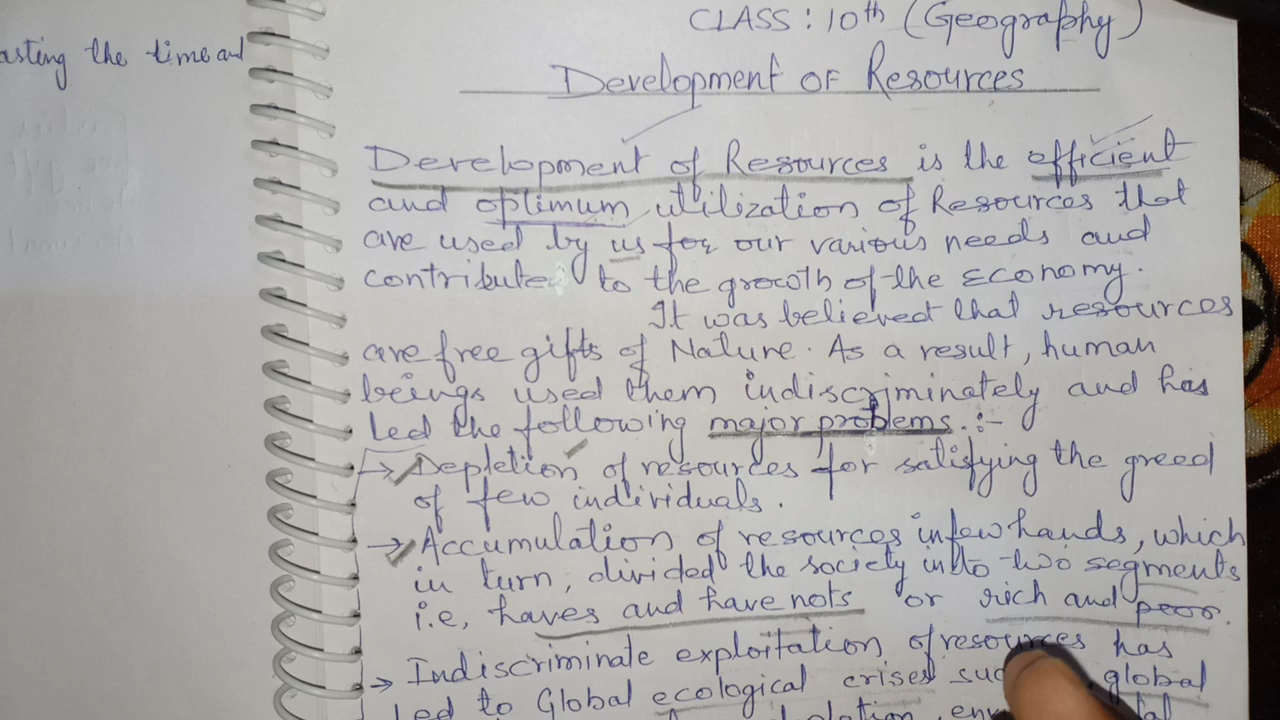 asting the time and
CLASS : 10th (Geography)
Development of Resources
Development of Resources is the efficient
and optimum utilization of Resources that
are used by us for our various needs and
contribute to the growth of the Economy.
It was believed that resources
are free gifts of Nature. As a result, human
beings used them indiscriminately and has
led the following major problems :-
→ Depletion of resources for satisfying the greed
of few individuals.
→ Accumulation of resources in few hands, which
in turn, divided the society into two segments
i.e, haves and have nots or rich and poor.
→ Indiscriminate exploitation of resources has
led to Global ecological crises global